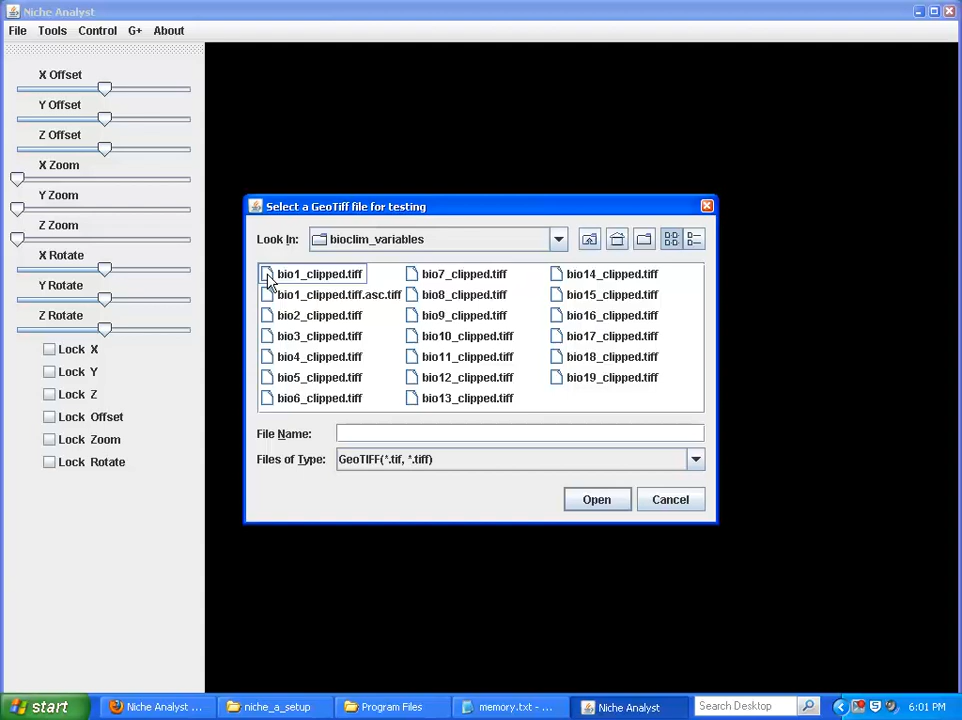 Niche Analyst
File Tools Control G+ About
X Offset
Y Offset
Z Offset
X Zoom
Y Zoom
Z Zoom
X Rotate
Y Rotate
Z Rotate
Lock X
Lock Y
Lock Z
Lock Offset
Lock Zoom
Lock Rotate
Select a GeoTiff file for testing
Look In: bioclim_variables
bio1_clipped.tiff bio7_clipped.tiff bio14_clipped.tiff
bio1_clipped.tiff.asc.tiff bio8_clipped.tiff bio15_clipped.tiff
bio2_clipped.tiff bio9_clipped.tiff bio16_clipped.tiff
bio3_clipped.tiff bio10_clipped.tiff bio17_clipped.tiff
bio4_clipped.tiff bio11_clipped.tiff bio18_clipped.tiff
bio5_clipped.tiff bio12_clipped.tiff bio19_clipped.tiff
bio6_clipped.tiff bio13_clipped.tiff
File Name:
Files of Type: GeoTIFF(*.tif, *.tiff)
Open Cancel
start Niche Analyst ... niche_a_setup Program Files memory.txt - ... Niche Analyst Search Desktop 6:01 PM